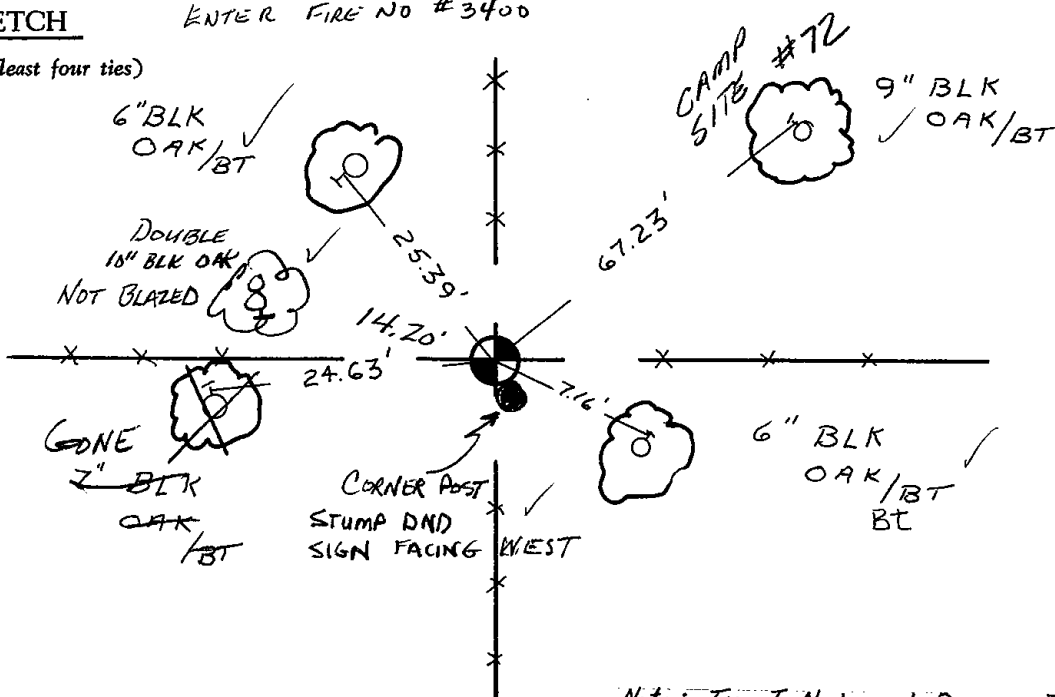 ETCH
ENTER FIRE NO #3400
least four ties)
CAMP
SITE #72
6" BLK
OAK/BT
9" BLK
OAK/BT
25.39'
67.23'
DOUBLE
10" BLK OAK
NOT BLAZED
14.20'
24.63'
7.16'
GONE
7" BLK
OAK
/BT
6" BLK
OAK/BT
Bt
CORNER POST
STUMP DND
SIGN FACING WEST